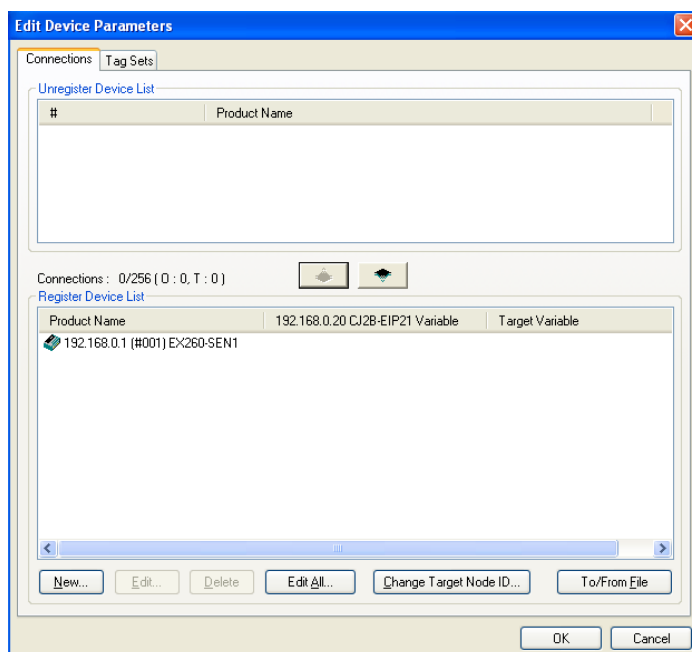 Edit Device Parameters
Connections Tag Sets
Unregister Device List
# Product Name
Connections : 0/256 ( O : 0, T : 0 )
Register Device List
Product Name 192.168.0.20 CJ2B-EIP21 Variable Target Variable
192.168.0.1 (#001) EX260-SEN1
New... Edit... Delete Edit All... Change Target Node ID... To/From File
OK Cancel